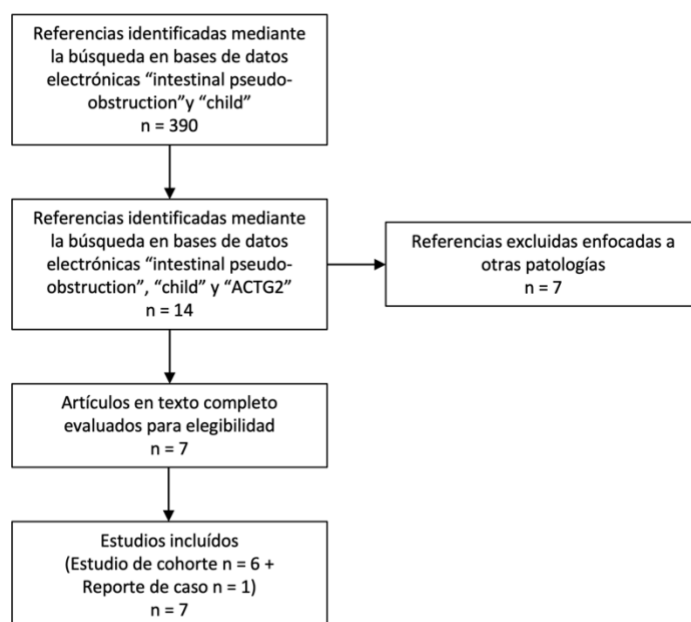 Referencias identificadas mediante
la búsqueda en bases de datos
electrónicas “intestinal pseudo-
obstruction”y “child”
n = 390
Referencias identificadas mediante
la búsqueda en bases de datos
electrónicas “intestinal pseudo-
obstruction”, “child” y “ACTG2”
n = 14
Referencias excluidas enfocadas a
otras patologías
n = 7
Artículos en texto completo
evaluados para elegibilidad
n = 7
Estudios incluídos
(Estudio de cohorte n = 6 +
Reporte de caso n = 1)
n = 7